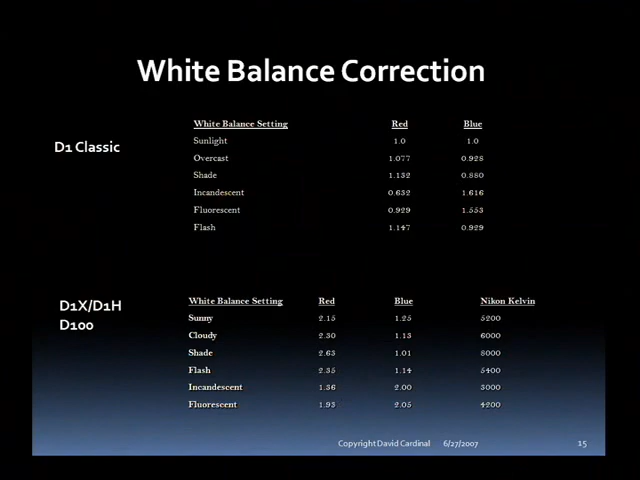 White Balance Correction
D1 Classic
White Balance Setting Red Blue
Sunlight 1.0 1.0
Overcast 1.077 0.928
Shade 1.132 0.880
Incandescent 0.632 1.616
Fluorescent 0.929 1.553
Flash 1.147 0.929
D1X/D1H
D100
White Balance Setting Red Blue Nikon Kelvin
Sunny 2.15 1.25 5200
Cloudy 2.30 1.13 6000
Shade 2.63 1.01 8000
Flash 2.35 1.14 5400
Incandescent 1.36 2.00 3000
Fluorescent 1.93 2.05 4200
Copyright David Cardinal 6/27/2007 15